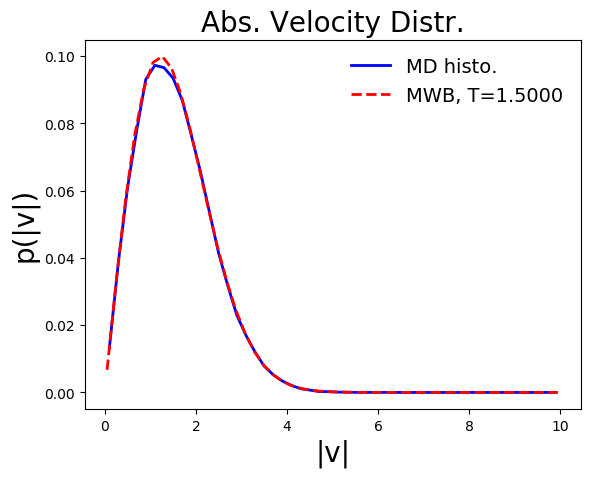 Abs. Velocity Distr.
MD histo.
MWB, T=1.5000
p(|v|)
0.10
0.08
0.06
0.04
0.02
0.00
0 2 4 6 8 10
|v|